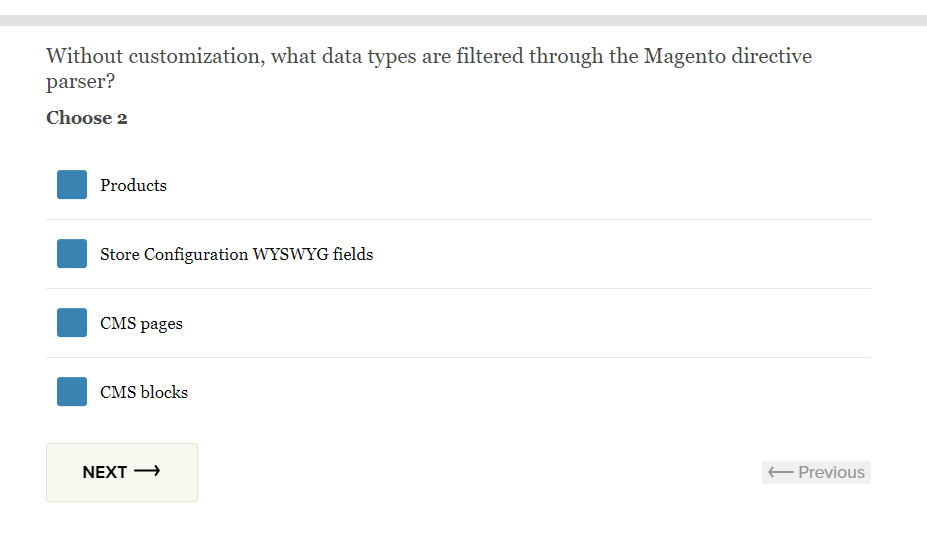 Without customization, what data types are filtered through the Magento directive
parser?
Choose 2
Products
Store Configuration WYSWYG fields
CMS pages
CMS blocks
NEXT ⟶
⟵ Previous